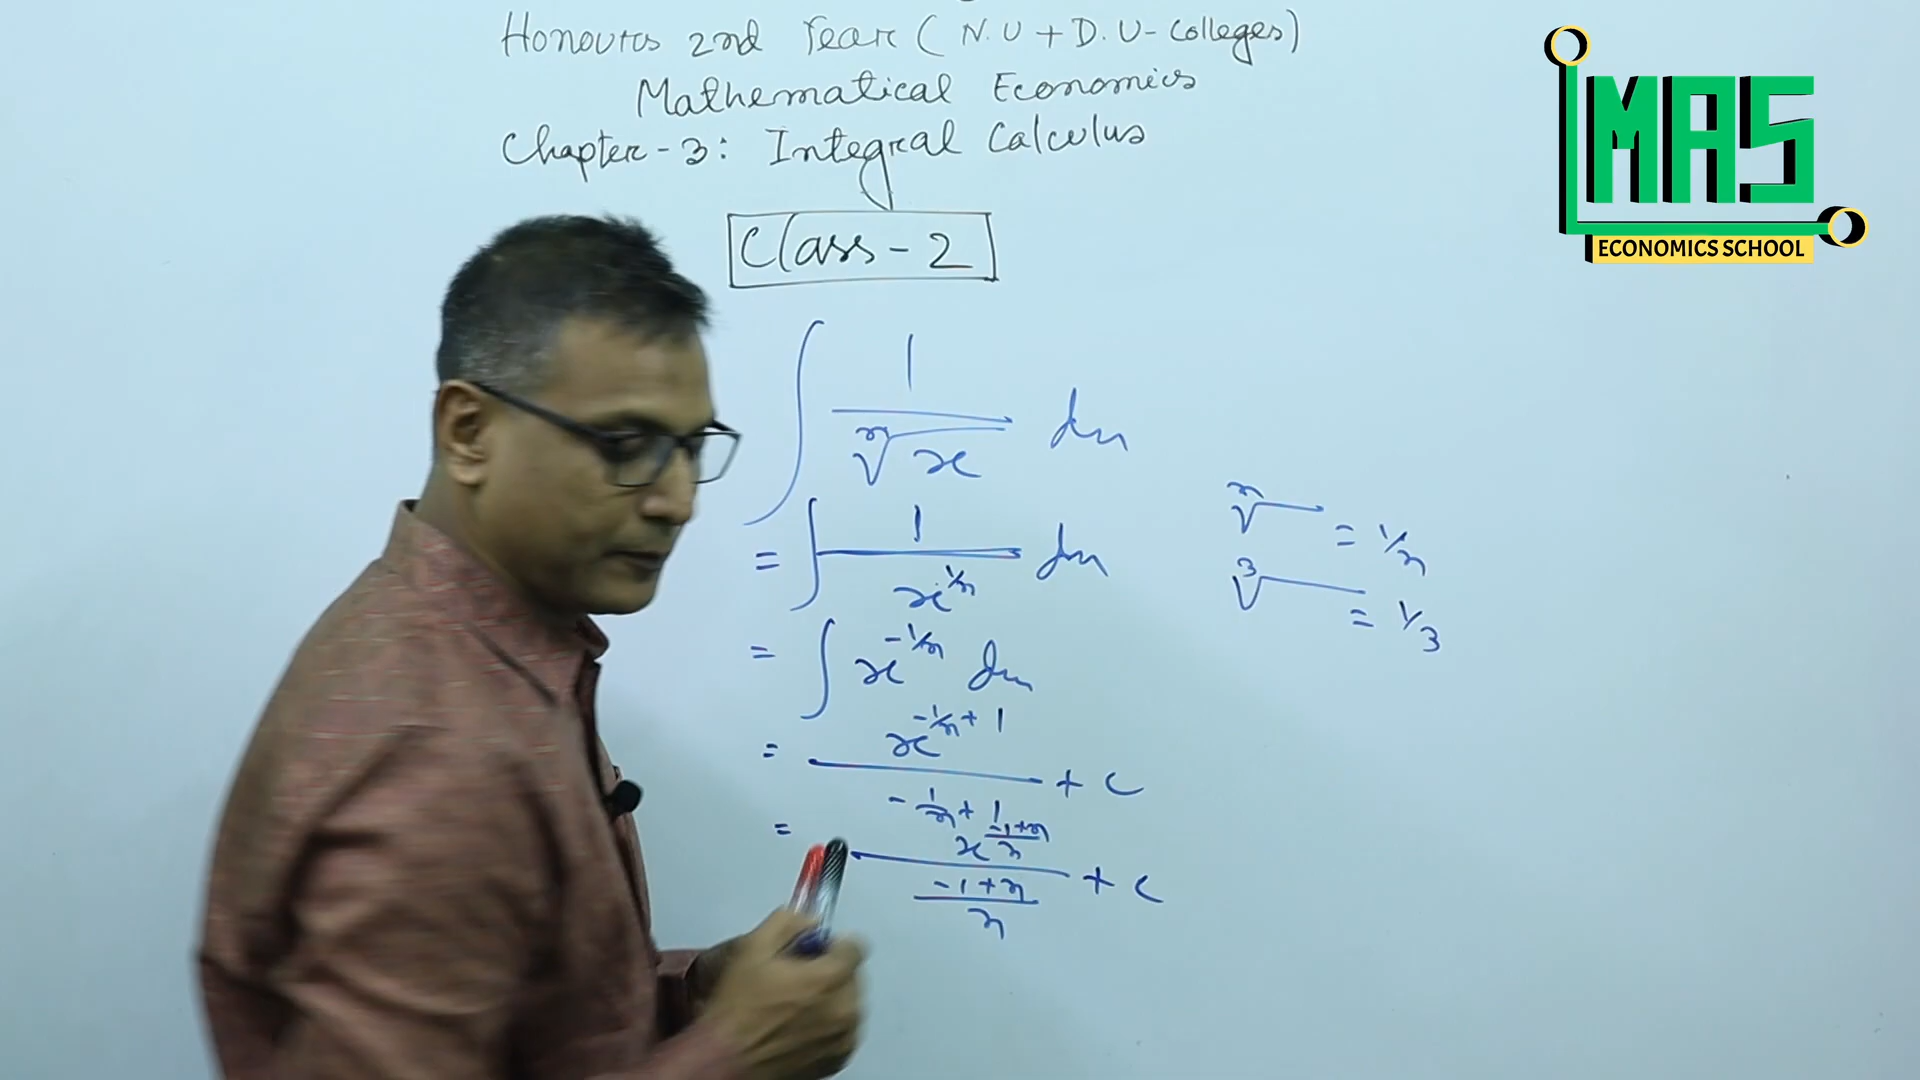 Honours 2nd Year (N.U + D.U - Colleges)
Mathematical Economics
Chapter - 3: Integral Calculus
Class - 2
MAS
ECONOMICS SCHOOL
∫ 1/ⁿ√x dx
= ∫ 1/x^(1/n) dx
= ∫ x^(-1/n) dx
= x^(-1/n + 1) / (-1/n + 1) + c
= x^((-1+n)/n) / ((-1+n)/n) + c
ⁿ√ = 1/n
³√ = 1/3